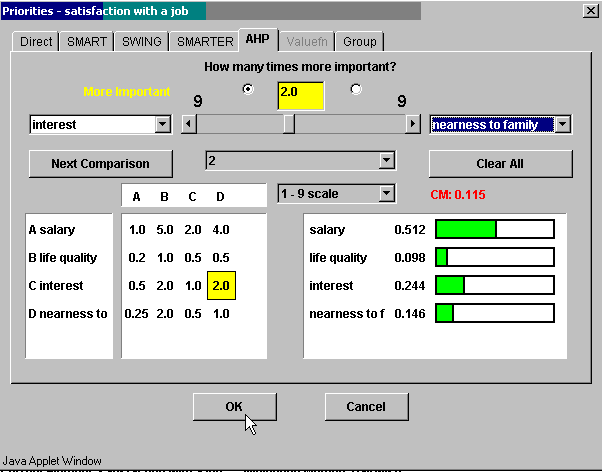 Priorities - satisfaction with a job
Direct SMART SWING SMARTER AHP Valuefn Group
How many times more important?
More Important 9 2.0 9
interest nearness to family
Next Comparison 2 Clear All
A B C D 1 - 9 scale CM: 0.115
A salary 1.0 5.0 2.0 4.0 salary 0.512
B life quality 0.2 1.0 0.5 0.5 life quality 0.098
C interest 0.5 2.0 1.0 2.0 interest 0.244
D nearness to 0.25 2.0 0.5 1.0 nearness to f 0.146
OK Cancel
Java Applet Window